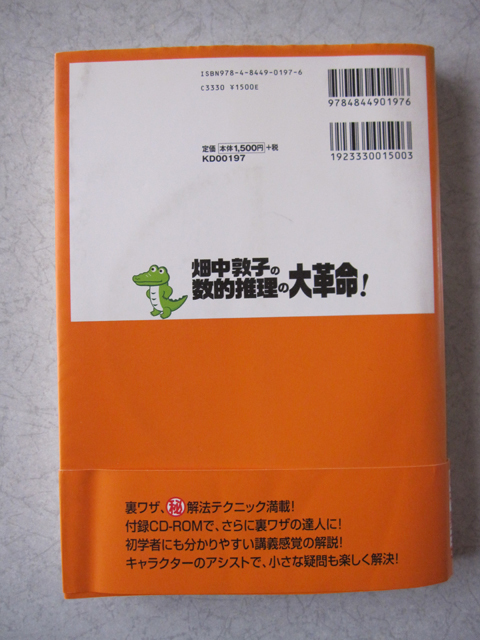 ISBN978-4-8449-0197-6
C3330 ¥1500E
9784844901976
定価 本体1,500円 +税
KD00197
1923330015003
畑中敦子の
数的推理の大革命!
裏ワザ、㊙解法テクニック満載!
付録CD-ROMで、さらに裏ワザの達人に!
初学者にも分かりやすい講義感覚の解説!
キャラクターのアシストで、小さな疑問も楽しく解決!